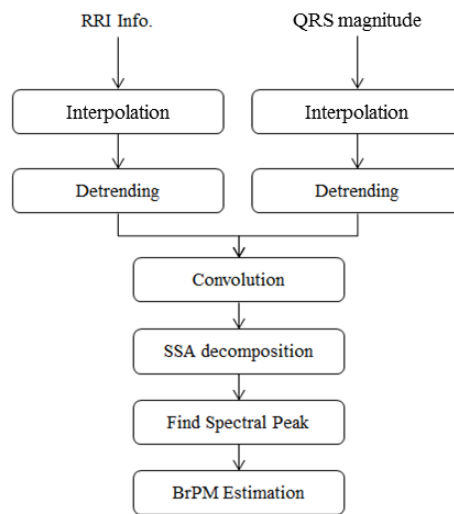 RRI Info.
QRS magnitude
Interpolation
Interpolation
Detrending
Detrending
Convolution
SSA decomposition
Find Spectral Peak
BrPM Estimation